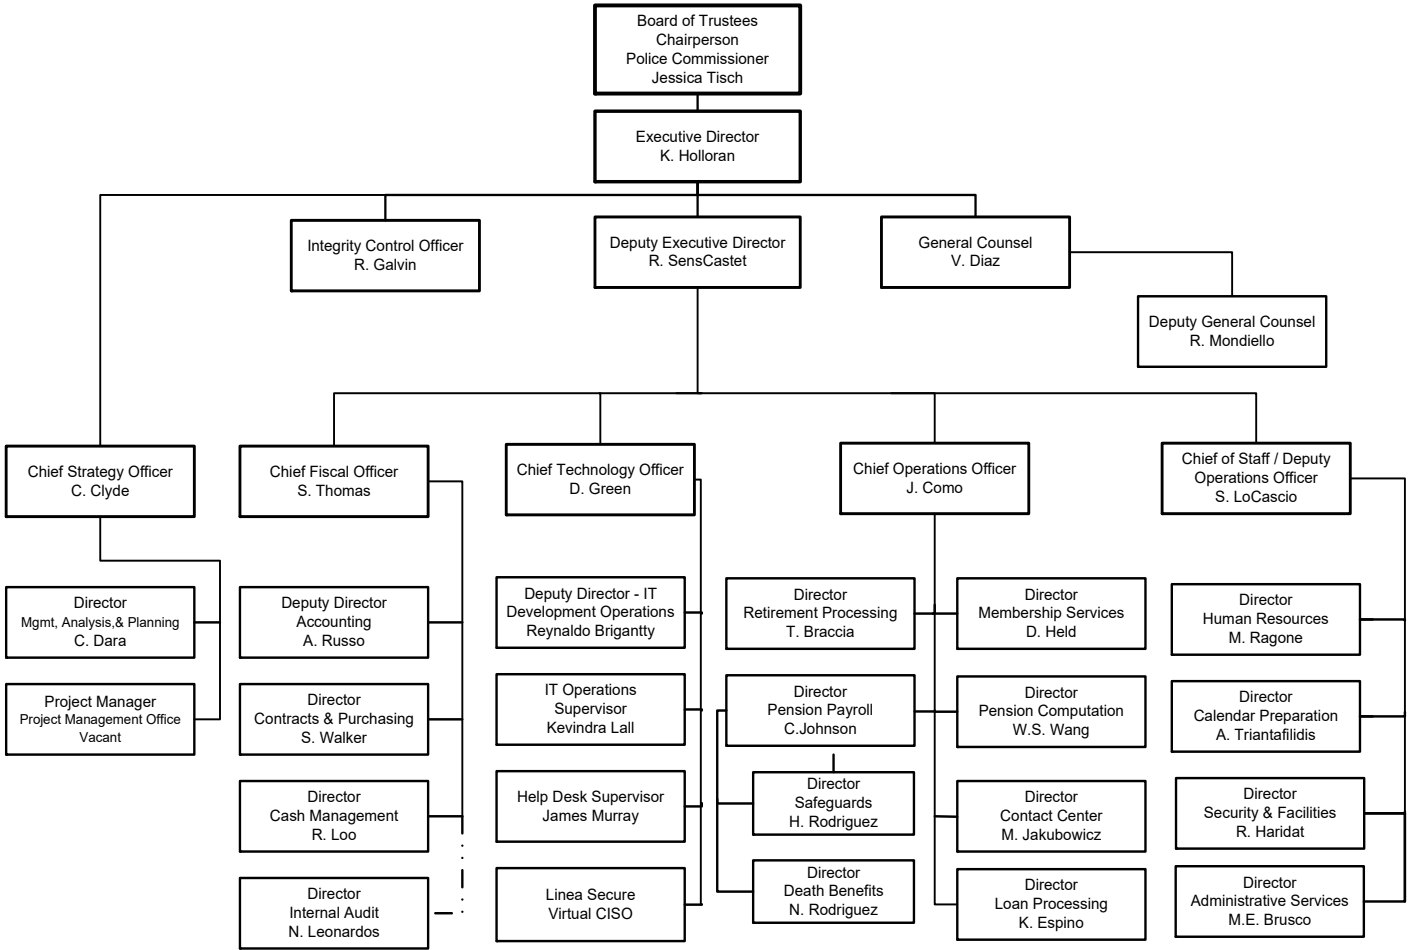 Board of Trustees
Chairperson
Police Commissioner
Jessica Tisch
Executive Director
K. Holloran
Integrity Control Officer
R. Galvin
Deputy Executive Director
R. SensCastet
General Counsel
V. Diaz
Deputy General Counsel
R. Mondiello
Chief Strategy Officer
C. Clyde
Chief Fiscal Officer
S. Thomas
Chief Technology Officer
D. Green
Chief Operations Officer
J. Como
Chief of Staff / Deputy
Operations Officer
S. LoCascio
Director
Mgmt, Analysis,& Planning
C. Dara
Project Manager
Project Management Office
Vacant
Deputy Director
Accounting
A. Russo
Director
Contracts & Purchasing
S. Walker
Director
Cash Management
R. Loo
Director
Internal Audit
N. Leonardos
Deputy Director - IT
Development Operations
Reynaldo Brigantty
IT Operations
Supervisor
Kevindra Lall
Help Desk Supervisor
James Murray
Linea Secure
Virtual CISO
Director
Retirement Processing
T. Braccia
Director
Pension Payroll
C.Johnson
Director
Safeguards
H. Rodriguez
Director
Death Benefits
N. Rodriguez
Director
Membership Services
D. Held
Director
Pension Computation
W.S. Wang
Director
Contact Center
M. Jakubowicz
Director
Loan Processing
K. Espino
Director
Human Resources
M. Ragone
Director
Calendar Preparation
A. Triantafilidis
Director
Security & Facilities
R. Haridat
Director
Administrative Services
M.E. Brusco